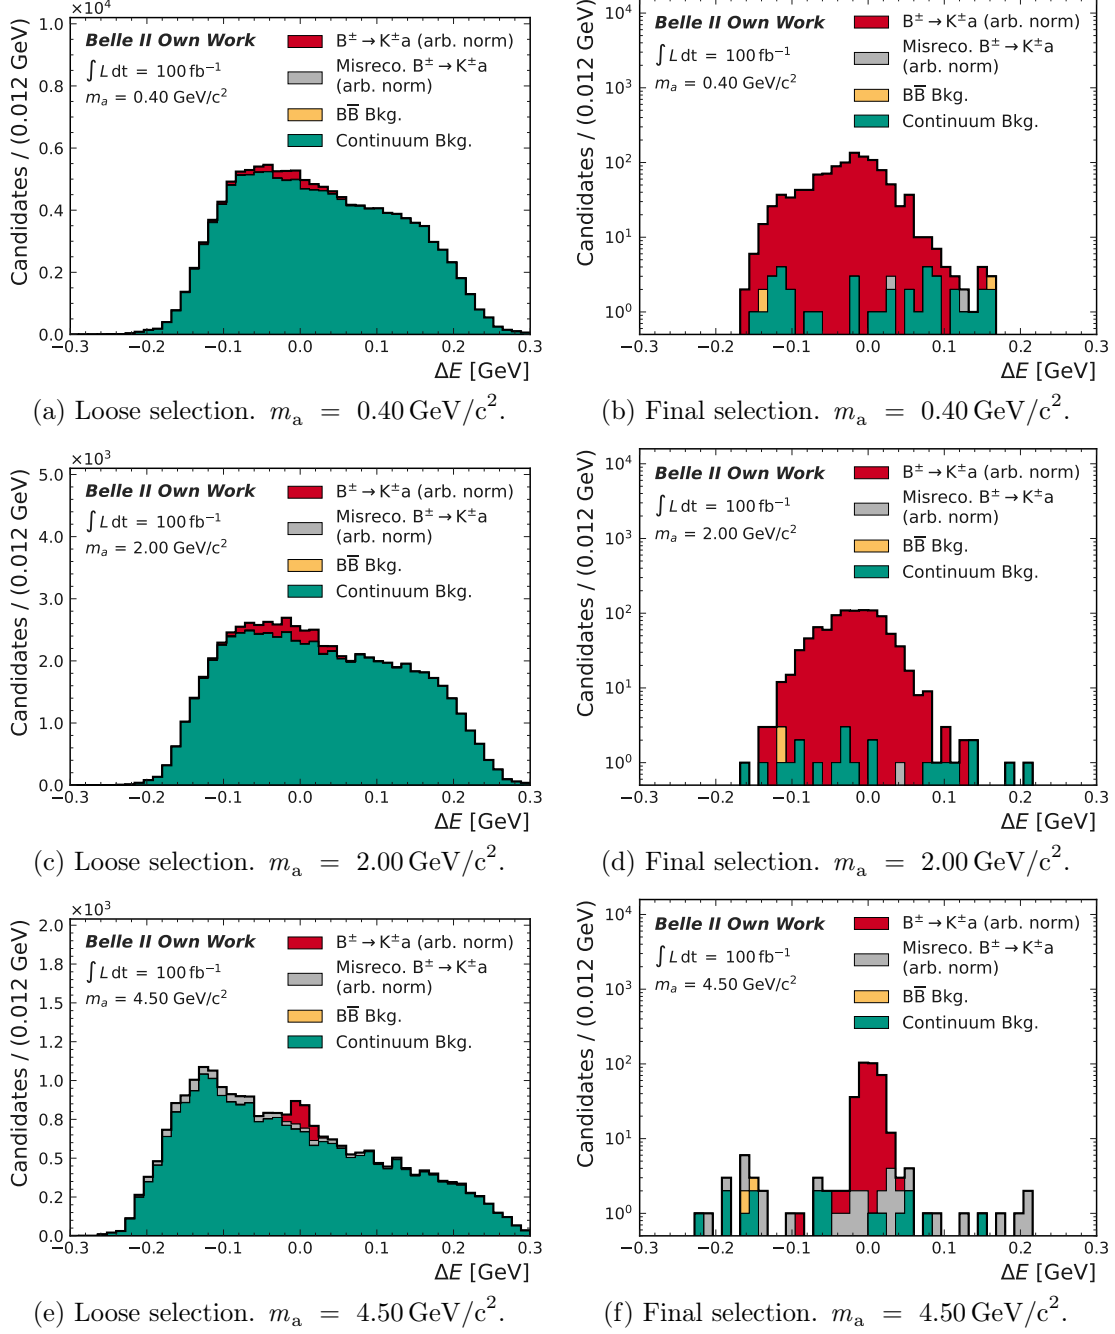 ×10⁴
Candidates / (0.012 GeV)
1.0
0.8
0.6
0.4
0.2
0.0
Belle II Own Work
∫ L dt = 100 fb⁻¹
mₐ = 0.40 GeV/c²
B± → K±a (arb. norm)
Misreco. B± → K±a
(arb. norm)
BB̅ Bkg.
Continuum Bkg.
−0.3 −0.2 −0.1 0.0 0.1 0.2 0.3
ΔE [GeV]
(a) Loose selection. mₐ = 0.40 GeV/c².
Candidates / (0.012 GeV)
10⁴
10³
10²
10¹
10⁰
Belle II Own Work
∫ L dt = 100 fb⁻¹
mₐ = 0.40 GeV/c²
B± → K±a (arb. norm)
Misreco. B± → K±a
(arb. norm)
BB̅ Bkg.
Continuum Bkg.
−0.3 −0.2 −0.1 0.0 0.1 0.2 0.3
ΔE [GeV]
(b) Final selection. mₐ = 0.40 GeV/c².
×10³
Candidates / (0.012 GeV)
5.0
4.0
3.0
2.0
1.0
0.0
Belle II Own Work
∫ L dt = 100 fb⁻¹
mₐ = 2.00 GeV/c²
B± → K±a (arb. norm)
Misreco. B± → K±a
(arb. norm)
BB̅ Bkg.
Continuum Bkg.
−0.3 −0.2 −0.1 0.0 0.1 0.2 0.3
ΔE [GeV]
(c) Loose selection. mₐ = 2.00 GeV/c².
Candidates / (0.012 GeV)
10⁴
10³
10²
10¹
10⁰
Belle II Own Work
∫ L dt = 100 fb⁻¹
mₐ = 2.00 GeV/c²
B± → K±a (arb. norm)
Misreco. B± → K±a
(arb. norm)
BB̅ Bkg.
Continuum Bkg.
−0.3 −0.2 −0.1 0.0 0.1 0.2 0.3
ΔE [GeV]
(d) Final selection. mₐ = 2.00 GeV/c².
×10³
Candidates / (0.012 GeV)
2.0
1.8
1.5
1.2
1.0
0.8
0.5
0.2
0.0
Belle II Own Work
∫ L dt = 100 fb⁻¹
mₐ = 4.50 GeV/c²
B± → K±a (arb. norm)
Misreco. B± → K±a
(arb. norm)
BB̅ Bkg.
Continuum Bkg.
−0.3 −0.2 −0.1 0.0 0.1 0.2 0.3
ΔE [GeV]
(e) Loose selection. mₐ = 4.50 GeV/c².
Candidates / (0.012 GeV)
10⁴
10³
10²
10¹
10⁰
Belle II Own Work
∫ L dt = 100 fb⁻¹
mₐ = 4.50 GeV/c²
B± → K±a (arb. norm)
Misreco. B± → K±a
(arb. norm)
BB̅ Bkg.
Continuum Bkg.
−0.3 −0.2 −0.1 0.0 0.1 0.2 0.3
ΔE [GeV]
(f) Final selection. mₐ = 4.50 GeV/c².